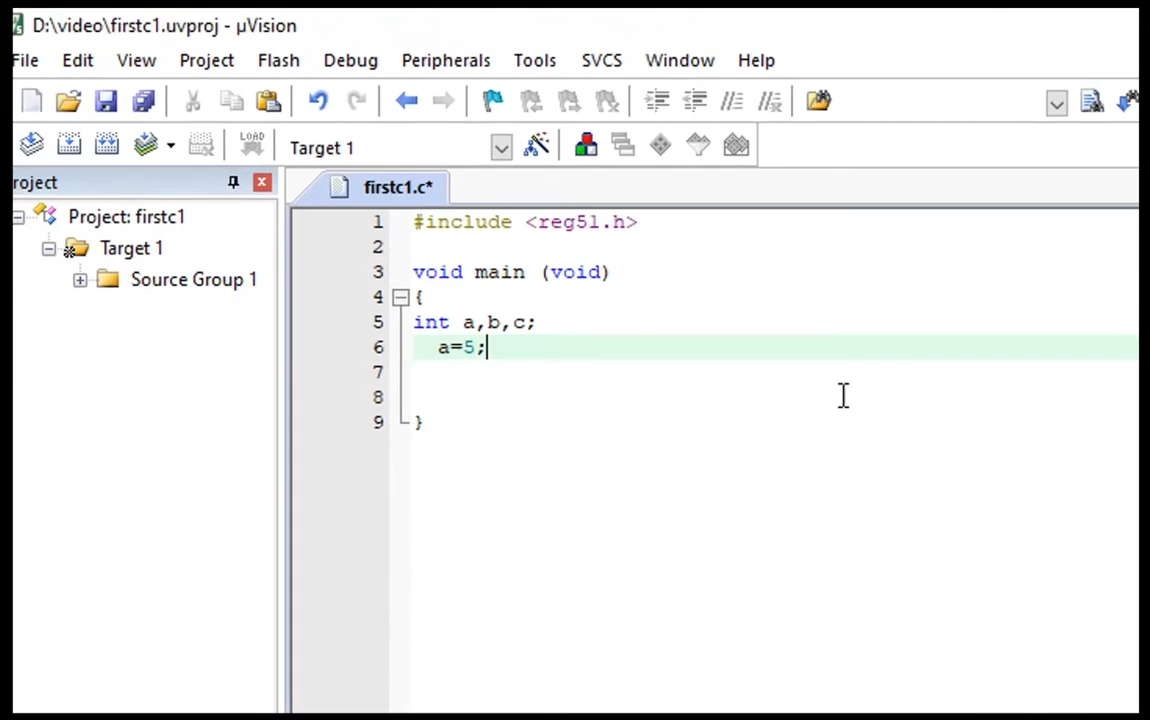 D:\video\firstc1.uvproj - µVision
File Edit View Project Flash Debug Peripherals Tools SVCS Window Help
LOAD Target 1
roject
firstc1.c*
Project: firstc1
Target 1
Source Group 1
1 #include <reg51.h>
2
3 void main (void)
4 {
5 int a,b,c;
6 a=5;
7
8
9 }